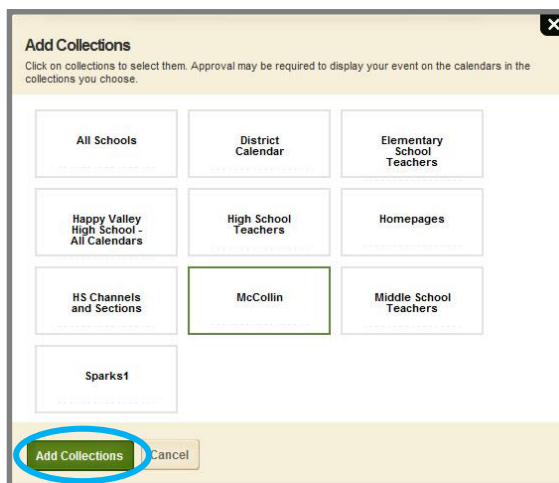 Add Collections
Click on collections to select them. Approval may be required to display your event on the calendars in the
collections you choose.
All Schools
District
Calendar
Elementary
School
Teachers
Happy Valley
High School -
All Calendars
High School
Teachers
Homepages
HS Channels
and Sections
McCollin
Middle School
Teachers
Sparks1
Add Collections
Cancel